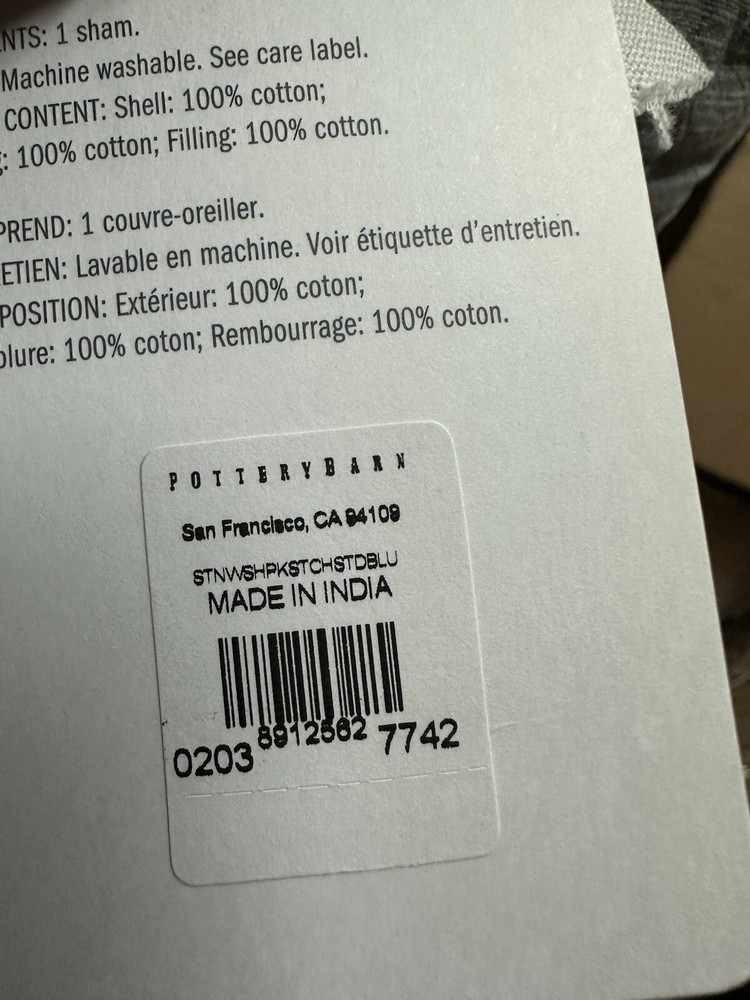 NTS: 1 sham.
Machine washable. See care label.
CONTENT: Shell: 100% cotton;
g: 100% cotton; Filling: 100% cotton.
PREND: 1 couvre-oreiller.
ETIEN: Lavable en machine. Voir étiquette d'entretien.
POSITION: Extérieur: 100% coton;
olure: 100% coton; Rembourrage: 100% coton.
POTTERYBARN
San Francisco, CA 94109
STNWSHPKSTCHSTDBLU
MADE IN INDIA
0203 8912562 7742